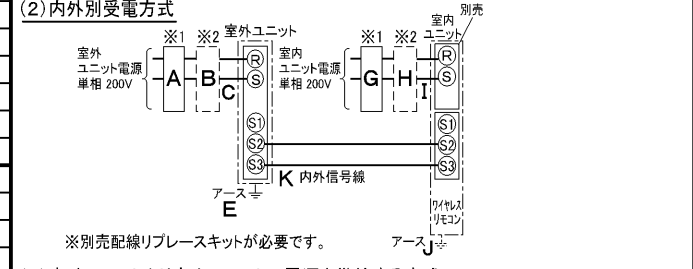 (2)内外別受電方式
別売
※1 ※2 室外ユニット
※1 ※2 室内ユニット
室外
ユニット電源
単相 200V
A B C
R
S
S1
S2
S3
室内
ユニット電源
単相 200V
G H I
R
S
S1
S2
S3
K 内外信号線
アース
E
ワイヤレス
リモコン
アース J
※別売配線リプレースキットが必要です。